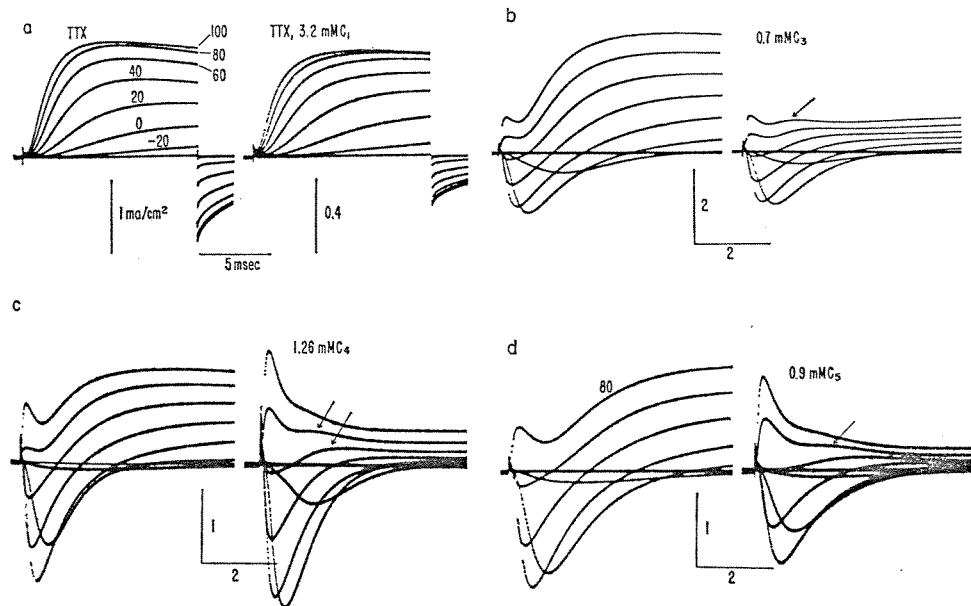 a
TTX
100
80
60
40
20
0
-20
1 ma/cm²
5 msec
TTX, 3.2 mMC₁
0.4
b
0.7 mMC₃
2
2
c
1.26 mMC₄
1
2
d
80
0.9 mMC₅
1
2